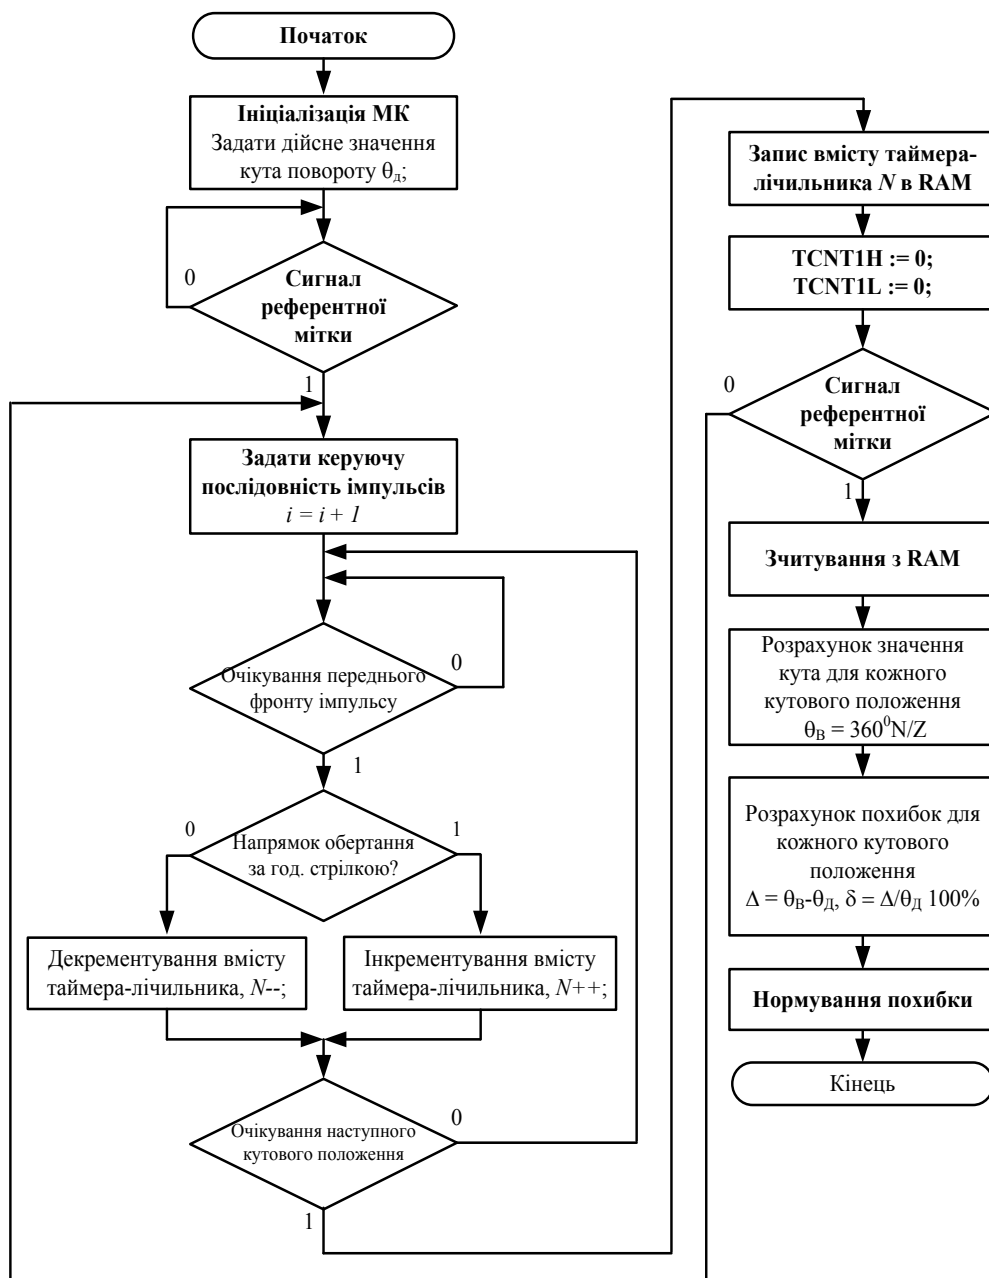 Початок
Ініціалізація МК
Задати дійсне значення
кута повороту θд;
0
Сигнал
референтної
мітки
1
Задати керуючу
послідовність імпульсів
i = i + 1
Очікування переднього
фронту імпульсу
0
1
0
Напрямок обертання
за год. стрілкою?
1
Декрементування вмісту
таймера-лічильника, N--;
Інкрементування вмісту
таймера-лічильника, N++;
Очікування наступного
кутового положення
0
1
Запис вмісту таймера-
лічильника N в RAM
TCNT1H := 0;
TCNT1L := 0;
0
Сигнал
референтної
мітки
1
Зчитування з RAM
Розрахунок значення
кута для кожного
кутового положення
θВ = 360⁰N/Z
Розрахунок похибок для
кожного кутового
положення
Δ = θВ-θД, δ = Δ/θД 100%
Нормування похибки
Кінець